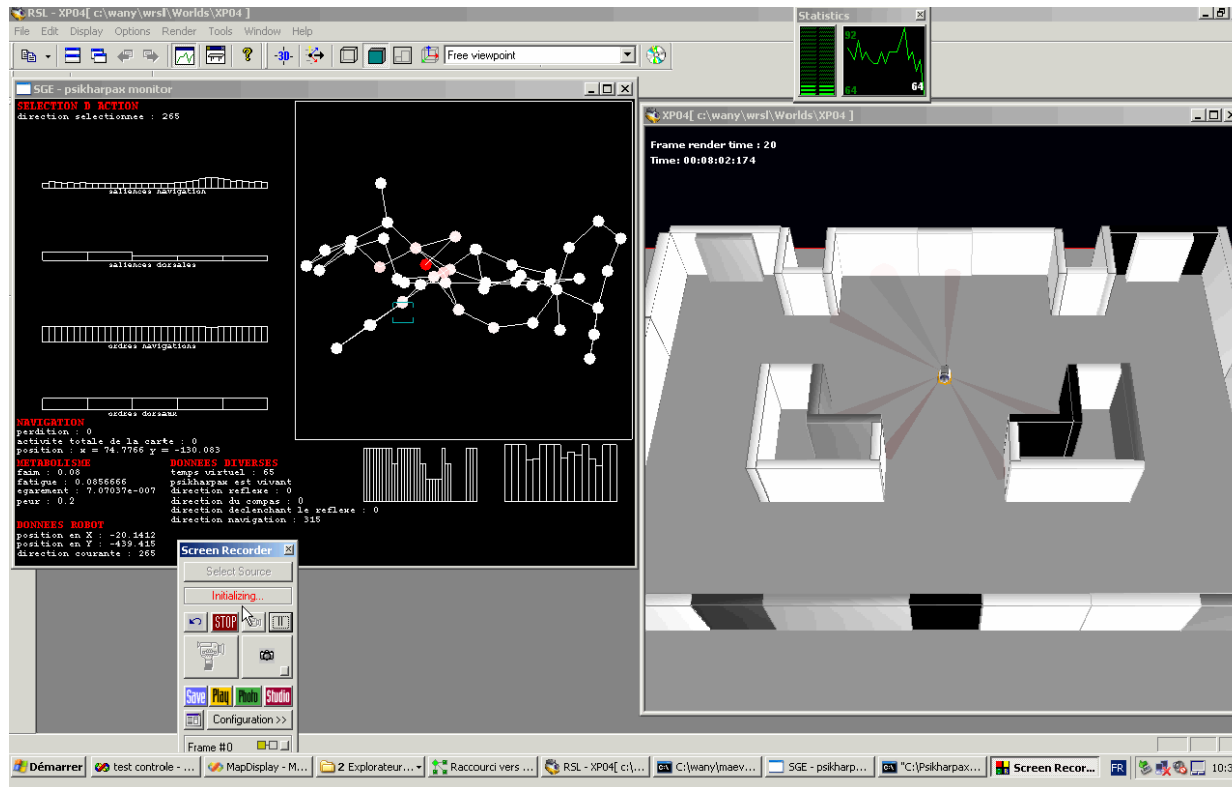 RSL - XP04[ c:\wany\wrsl\Worlds\XP04 ]
File Edit Display Options Render Tools Window Help
-30-
Free viewpoint
Statistics
92
64
64
SGE - psikharpax monitor
SELECTION D ACTION
direction selectionnee : 265
saliences navigation
saliences dorsales
ordres navigations
ordres dorsaux
NAVIGATION
perdition : 0
activite totale de la carte : 0
position : x = 74.7766 y = -130.083
METABOLISME
faim : 0.08
fatigue : 0.0856666
egarement : 7.07037e-007
peur : 0.2
DONNEES DIVERSES
temps virtuel : 65
psikharpax est vivant
direction reflexe : 0
direction du compas : 0
direction declenchant le reflexe : 0
direction navigation : 315
DONNEES ROBOT
position en X : -20.1412
position en Y : -439.415
direction courante : 265
XP04[ c:\wany\wrsl\Worlds\XP04 ]
Frame render time : 20
Time: 00:08:02:174
Screen Recorder
Select Source
Initializing...
STOP
Save Play Photo Studio
Configuration >>
Frame #0
Démarrer
test controle - ...
MapDisplay - M...
2 Explorateur...
Raccourci vers ...
RSL - XP04[ c:\...
C:\wany\maev...
SGE - psikharp...
"C:\Psikharpax...
Screen Recor...
FR
10:3